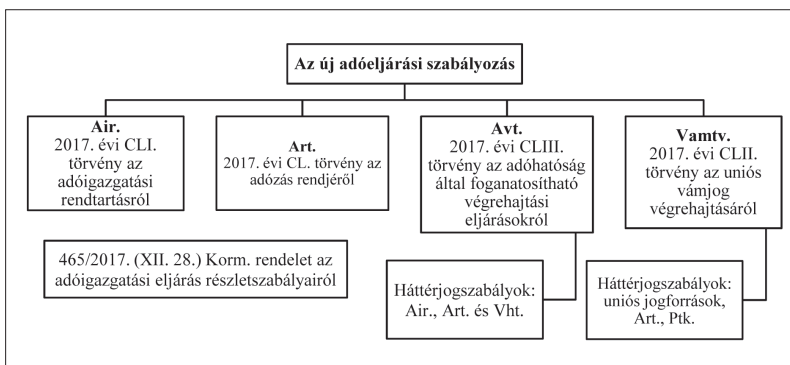 Az új adóeljárási szabályozás
Air.
2017. évi CLI.
törvény az
adóigazgatási
rendtartásról
Art.
2017. évi CL. törvény az
adózás rendjéről
Avt.
2017. évi CLIII.
törvény az adóhatóság
által foganatosítható
végrehajtási
eljárásokról
Vamtv.
2017. évi CLII.
törvény az uniós
vámjog
végrehajtásáról
465/2017. (XII. 28.) Korm. rendelet az
adóigazgatási eljárás részletszabályairól
Háttérjogszabályok:
Air., Art. és Vht.
Háttérjogszabályok:
uniós jogforrások,
Art., Ptk.